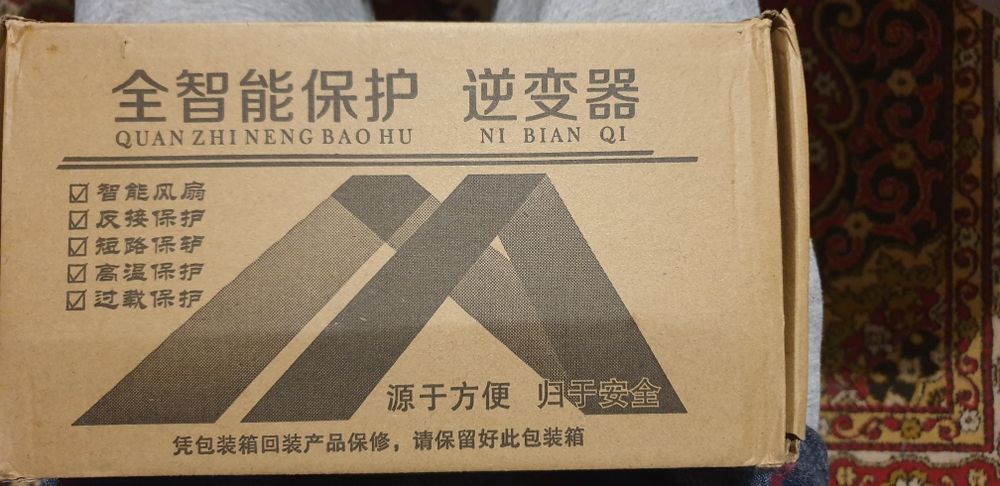 全智能保护 逆变器
QUAN ZHI NENG BAO HU NI BIAN QI
☑ 智能风扇
☑ 反接保护
☑ 短路保护
☑ 高温保护
☑ 过载保护
源于方便 归于安全
凭包装箱回装产品保修，请保留好此包装箱